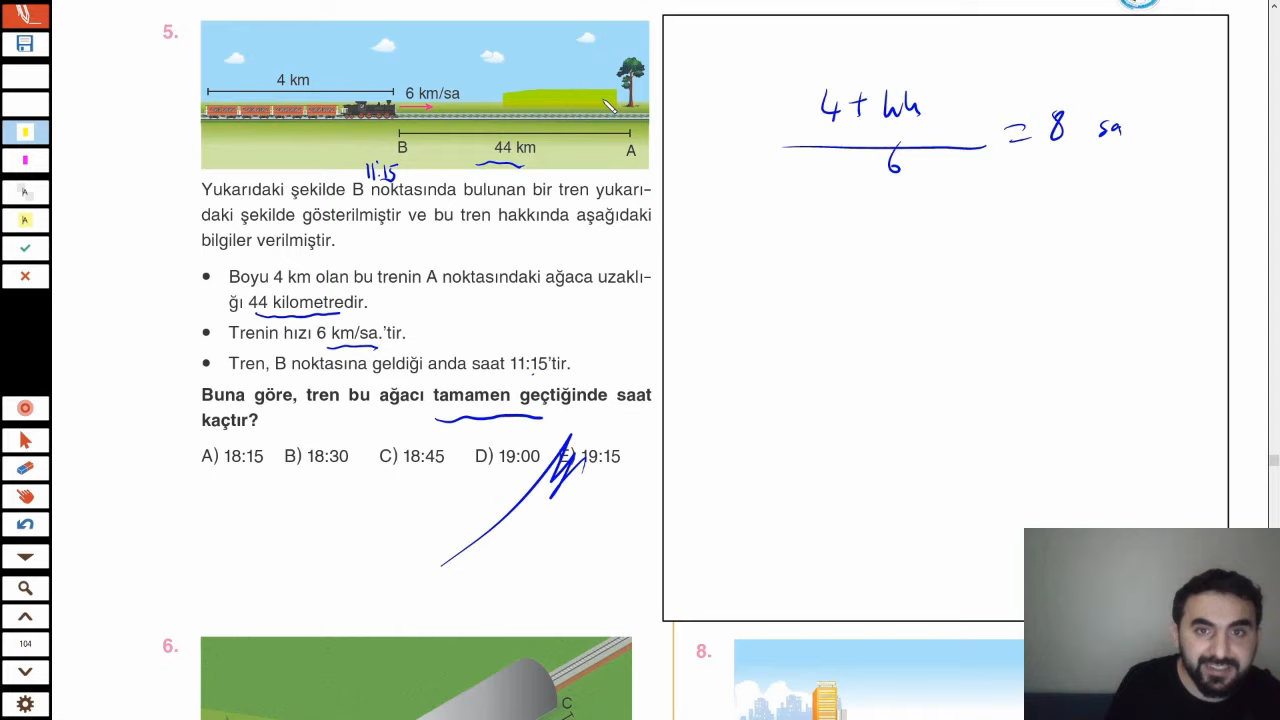 5.
4 km
6 km/sa
B
44 km
A
11:15
Yukarıdaki şekilde B noktasında bulunan bir tren yukarı-
daki şekilde gösterilmiştir ve bu tren hakkında aşağıdaki
bilgiler verilmiştir.
• Boyu 4 km olan bu trenin A noktasındaki ağaca uzaklı-
ğı 44 kilometredir.
• Trenin hızı 6 km/sa.'tir.
• Tren, B noktasına geldiği anda saat 11:15'tir.
Buna göre, tren bu ağacı tamamen geçtiğinde saat
kaçtır?
A) 18:15 B) 18:30 C) 18:45 D) 19:00 E) 19:15
4 + 44
6
= 8 sa
6.
C
8.
A
A
104